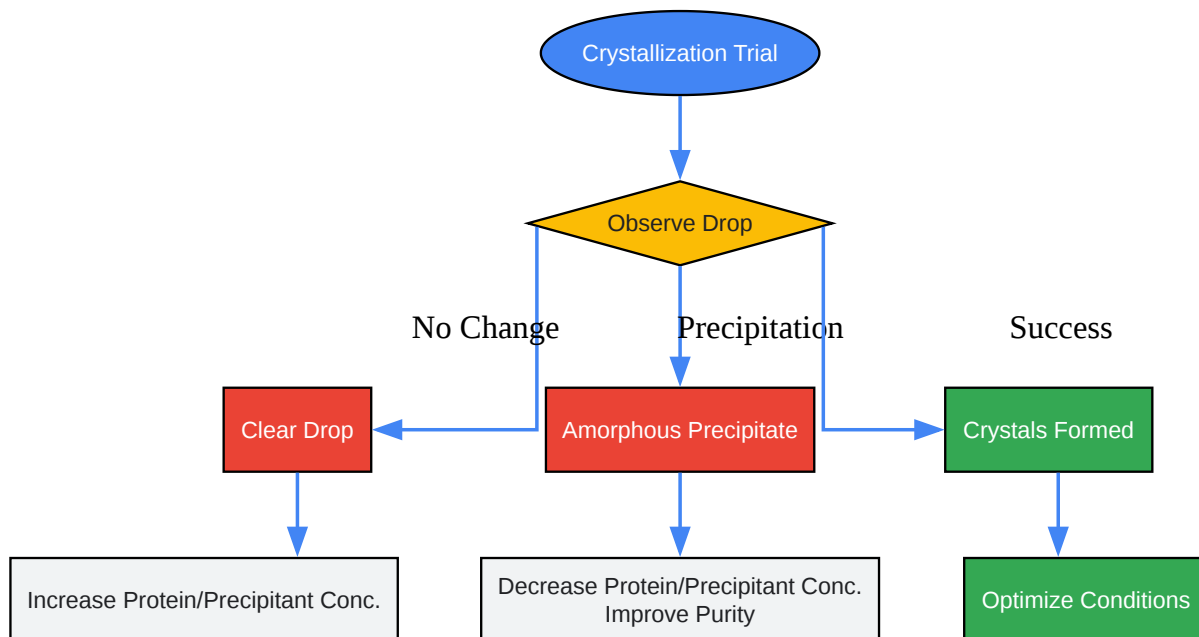 Crystallization Trial
Observe Drop
No Change
Precipitation
Success
Clear Drop
Amorphous Precipitate
Crystals Formed
Increase Protein/Precipitant Conc.
Decrease Protein/Precipitant Conc.
Improve Purity
Optimize Conditions